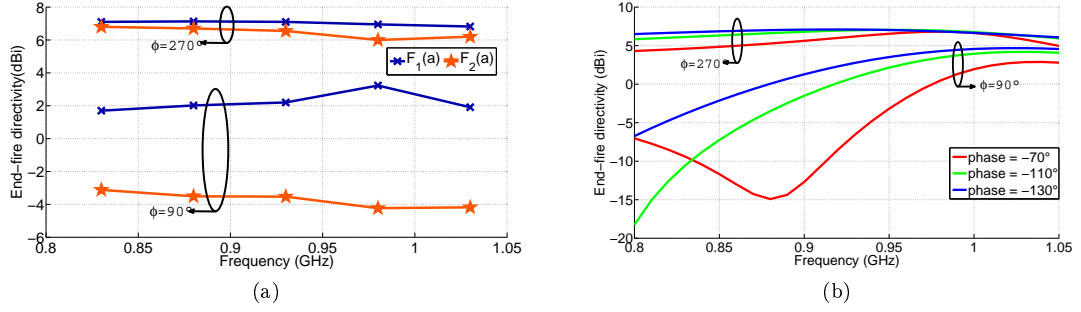 8
6
4
2
0
−2
−4
−6
0.8
0.85
0.9
0.95
1
1.05
End−fire directivity(dBi)
Frequency (GHz)
ϕ=270°
F1(a)
F2(a)
ϕ=90°
(a)
10
5
0
−5
−10
−15
−20
0.8
0.85
0.9
0.95
1
1.05
End−fire directivity (dBi)
Frequency (GHz)
ϕ=270°
ϕ=90°
phase = −70°
phase = −110°
phase = −130°
(b)